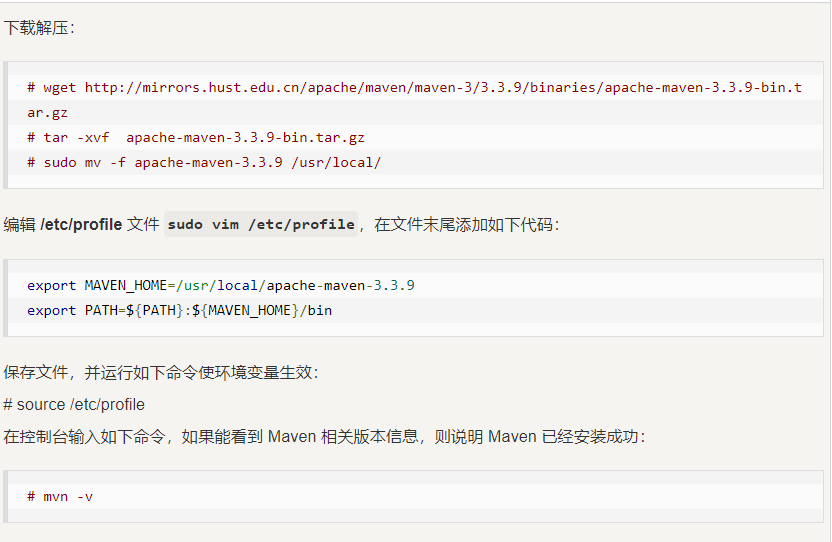 下载解压：
# wget http://mirrors.hust.edu.cn/apache/maven/maven-3/3.3.9/binaries/apache-maven-3.3.9-bin.t
ar.gz
# tar -xvf  apache-maven-3.3.9-bin.tar.gz
# sudo mv -f apache-maven-3.3.9 /usr/local/
编辑 /etc/profile 文件 sudo vim /etc/profile，在文件末尾添加如下代码：
export MAVEN_HOME=/usr/local/apache-maven-3.3.9
export PATH=${PATH}:${MAVEN_HOME}/bin
保存文件，并运行如下命令使环境变量生效：
# source /etc/profile
在控制台输入如下命令，如果能看到 Maven 相关版本信息，则说明 Maven 已经安装成功：
# mvn -v